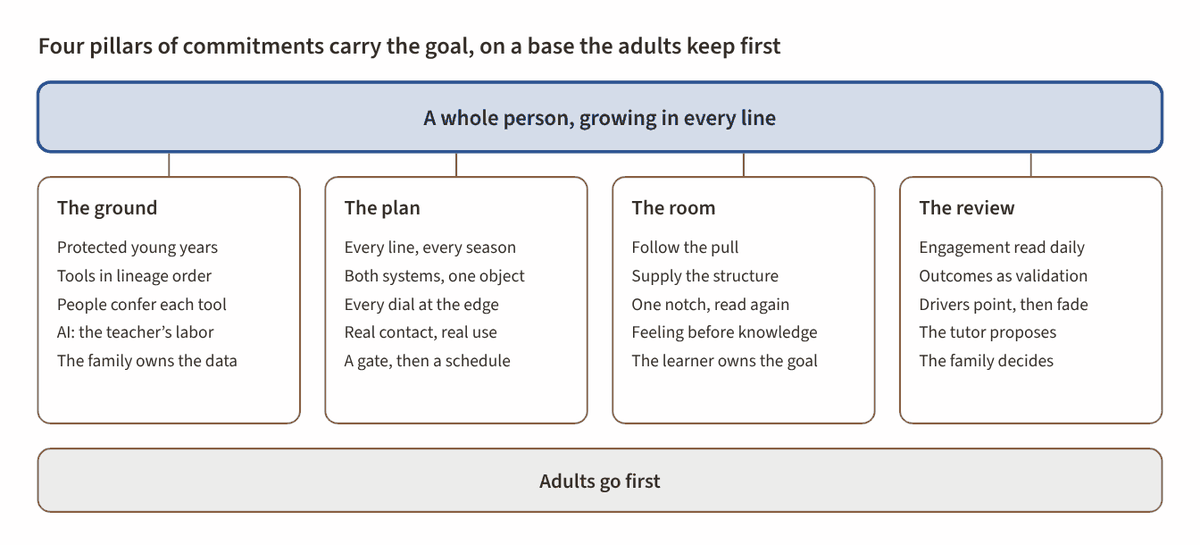 Four pillars of commitments carry the goal, on a base the adults keep first
A whole person, growing in every line
The ground
Protected young years
Tools in lineage order
People confer each tool
AI: the teacher’s labor
The family owns the data
The plan
Every line, every season
Both systems, one object
Every dial at the edge
Real contact, real use
A gate, then a schedule
The room
Follow the pull
Supply the structure
One notch, read again
Feeling before knowledge
The learner owns the goal
The review
Engagement read daily
Outcomes as validation
Drivers point, then fade
The tutor proposes
The family decides
Adults go first